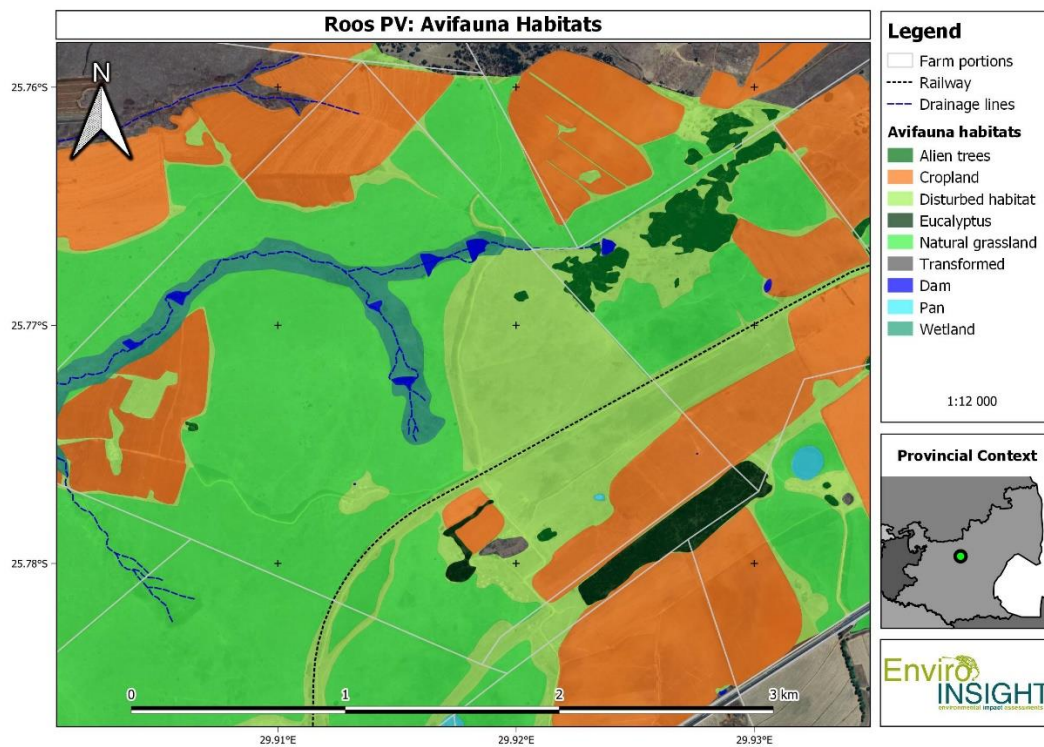 Roos PV: Avifauna Habitats
N
25.76°S
25.77°S
25.78°S
0 1 2 3 km
29.91°E 29.92°E 29.93°E
Legend
Farm portions
Railway
Drainage lines
Avifauna habitats
Alien trees
Cropland
Disturbed habitat
Eucalyptus
Natural grassland
Transformed
Dam
Pan
Wetland
1:12 000
Provincial Context
Enviro
INSIGHT
environmental impact assessments